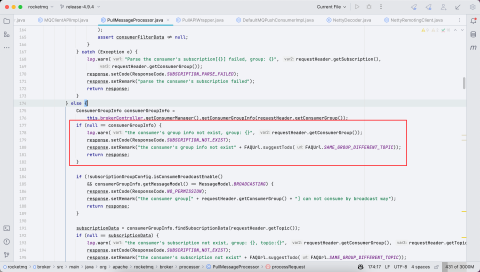 rocketmq
release-4.9.4
Current File
java
MQClientAPIImpl.java
PullMessageProcessor.java
PullAPIWrapper.java
DefaultMQPushConsumerImpl.java
NettyDecoder.java
NettyRemotingClient.java
164 };
165 assert consumerFilterData != null;
166 }
} catch (Exception e) {
log.warn("Parse the consumer's subscription[{}] failed, group: {}", requestHeader.getSubscription(),
requestHeader.getConsumerGroup());
response.setCode(ResponseCode.SUBSCRIPTION_PARSE_FAILED);
response.setRemark("parse the consumer's subscription failed");
return response;
}
} else {
ConsumerGroupInfo consumerGroupInfo =
this.brokerController.getConsumerManager().getConsumerGroupInfo(requestHeader.getConsumerGroup());
if (null == consumerGroupInfo) {
log.warn("the consumer's group info not exist, group: {}", requestHeader.getConsumerGroup());
response.setCode(ResponseCode.SUBSCRIPTION_NOT_EXIST);
response.setRemark("the consumer's group info not exist" + FAQUrl.suggestTodo(FAQUrl.SAME_GROUP_DIFFERENT_TOPIC));
return response;
}
if (!subscriptionGroupConfig.isConsumeBroadcastEnable()
&& consumerGroupInfo.getMessageModel() == MessageModel.BROADCASTING) {
response.setCode(ResponseCode.NO_PERMISSION);
response.setRemark("the consumer group[" + requestHeader.getConsumerGroup() + "] can not consume by broadcast way");
return response;
}
subscriptionData = consumerGroupInfo.findSubscriptionData(requestHeader.getTopic());
if (null == subscriptionData) {
log.warn("the consumer's subscription not exist, group: {}, topic:{}", requestHeader.getConsumerGroup(), requestHeader.getTopic
response.setCode(ResponseCode.SUBSCRIPTION_NOT_EXIST);
response.setRemark("the consumer's subscription not exist" + FAQUrl.suggestTodo(FAQUrl.SAME_GROUP_DIFFERENT_TOPIC));
rocketmq > broker > src > main > java > org > apache > rocketmq > broker > processor > PullMessageProcessor > processRequest
174:17 LF UTF-8 4 spaces 431 of 3000M